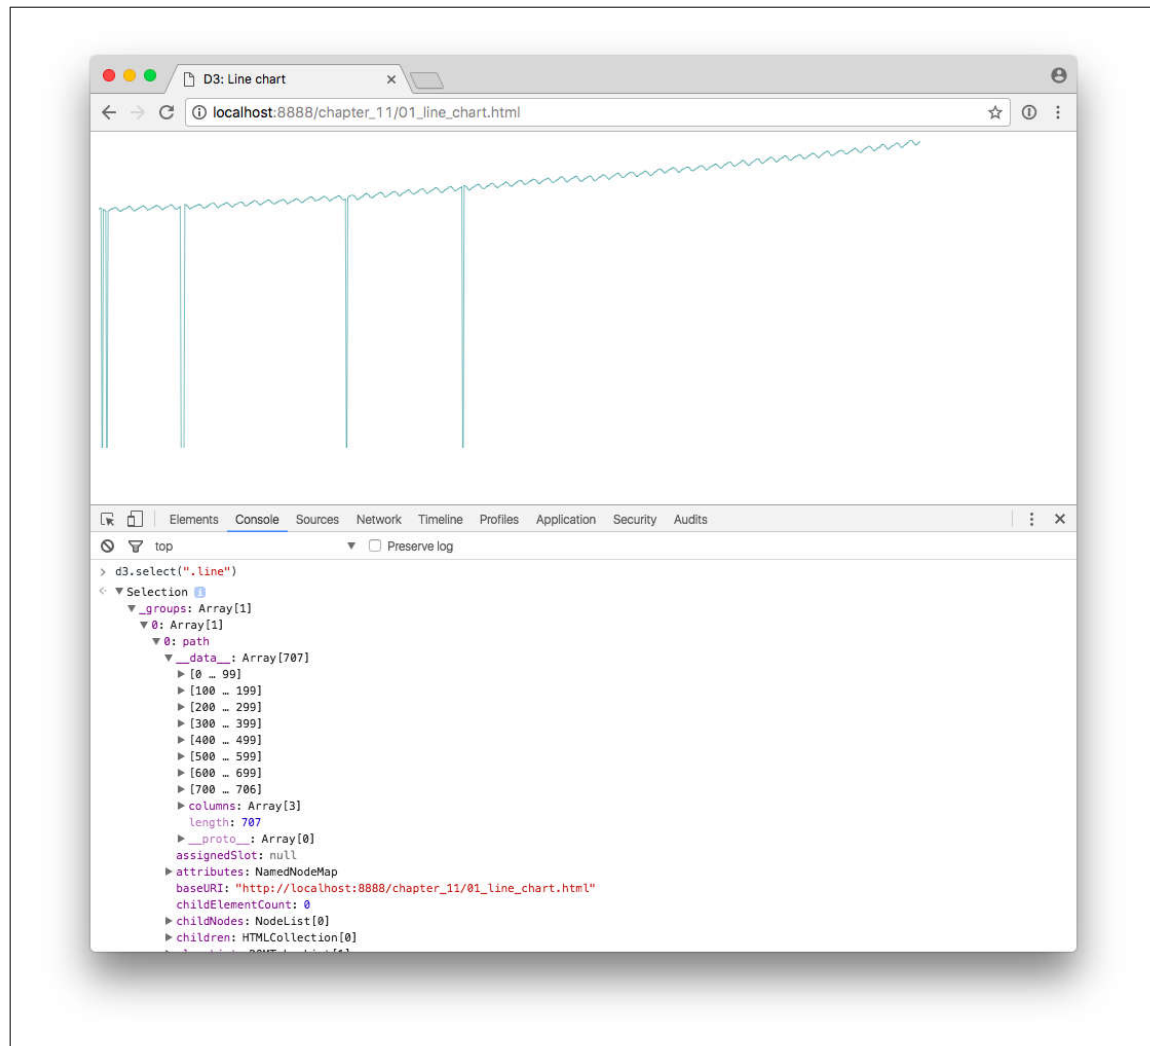 D3: Line chart
localhost:8888/chapter_11/01_line_chart.html
Elements Console Sources Network Timeline Profiles Application Security Audits
top Preserve log
d3.select(".line")
Selection
_groups: Array[1]
0: Array[1]
0: path
__data__: Array[707]
[0 … 99]
[100 … 199]
[200 … 299]
[300 … 399]
[400 … 499]
[500 … 599]
[600 … 699]
[700 … 706]
columns: Array[3]
length: 707
__proto__: Array[0]
assignedSlot: null
attributes: NamedNodeMap
baseURI: "http://localhost:8888/chapter_11/01_line_chart.html"
childElementCount: 0
childNodes: NodeList[0]
children: HTMLCollection[0]